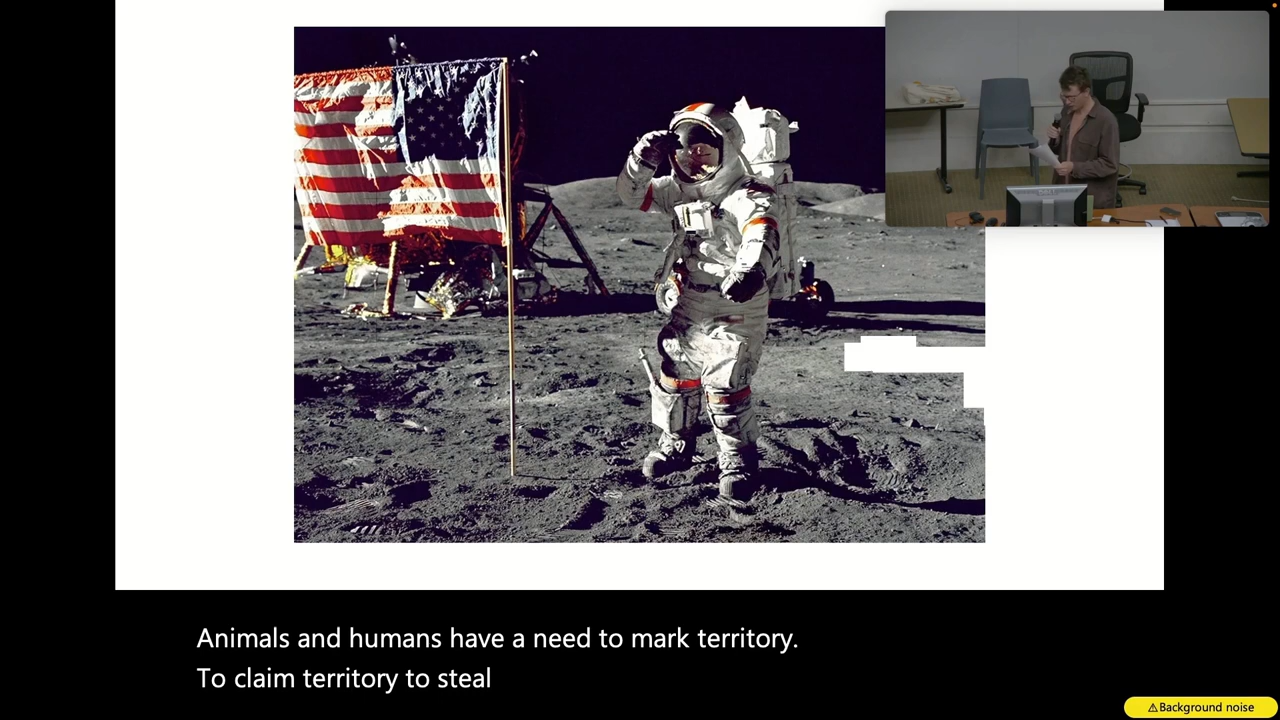 Animals and humans have a need to mark territory.
To claim territory to steal
⚠Background noise